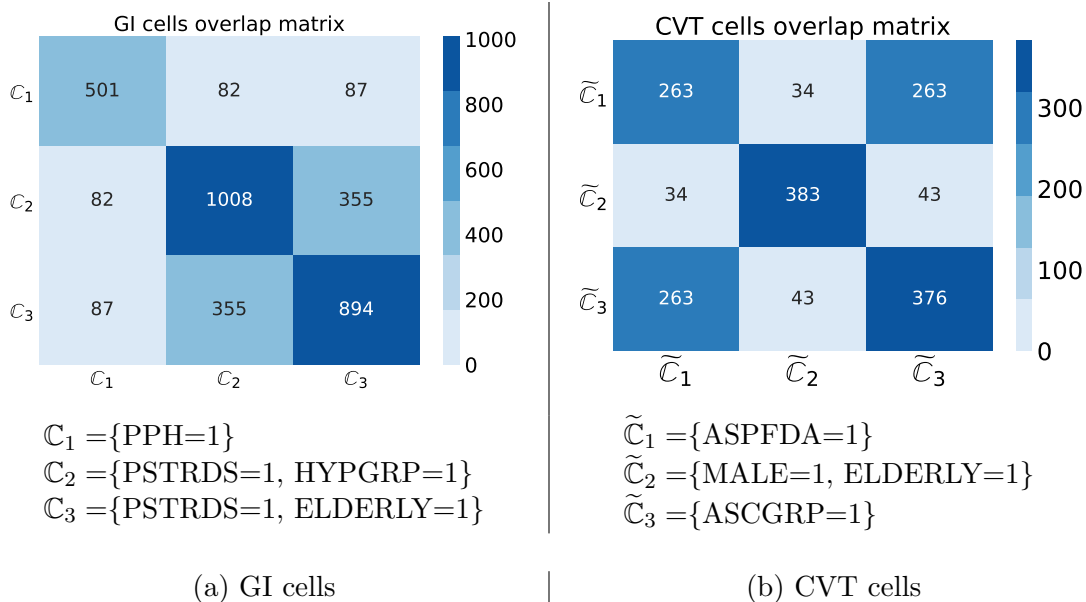 GI cells overlap matrix
ℂ₁ 501 82 87
ℂ₂ 82 1008 355
ℂ₃ 87 355 894
ℂ₁ ℂ₂ ℂ₃
1000
800
600
400
200
0
ℂ₁ ={PPH=1}
ℂ₂ ={PSTRDS=1, HYPGRP=1}
ℂ₃ ={PSTRDS=1, ELDERLY=1}
(a) GI cells
CVT cells overlap matrix
ℂ̃₁ 263 34 263
ℂ̃₂ 34 383 43
ℂ̃₃ 263 43 376
ℂ̃₁ ℂ̃₂ ℂ̃₃
300
200
100
0
ℂ̃₁ ={ASPFDA=1}
ℂ̃₂ ={MALE=1, ELDERLY=1}
ℂ̃₃ ={ASCGRP=1}
(b) CVT cells